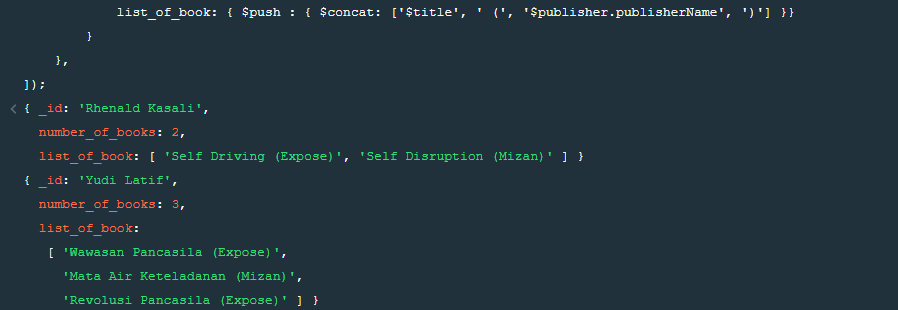 list_of_book: { $push : { $concat: ['$title', ' (', '$publisher.publisherName', ')'] }}
}
},
]);
< { _id: 'Rhenald Kasali',
number_of_books: 2,
list_of_book: [ 'Self Driving (Expose)', 'Self Disruption (Mizan)' ] }
{ _id: 'Yudi Latif',
number_of_books: 3,
list_of_book:
[ 'Wawasan Pancasila (Expose)',
'Mata Air Keteladanan (Mizan)',
'Revolusi Pancasila (Expose)' ] }